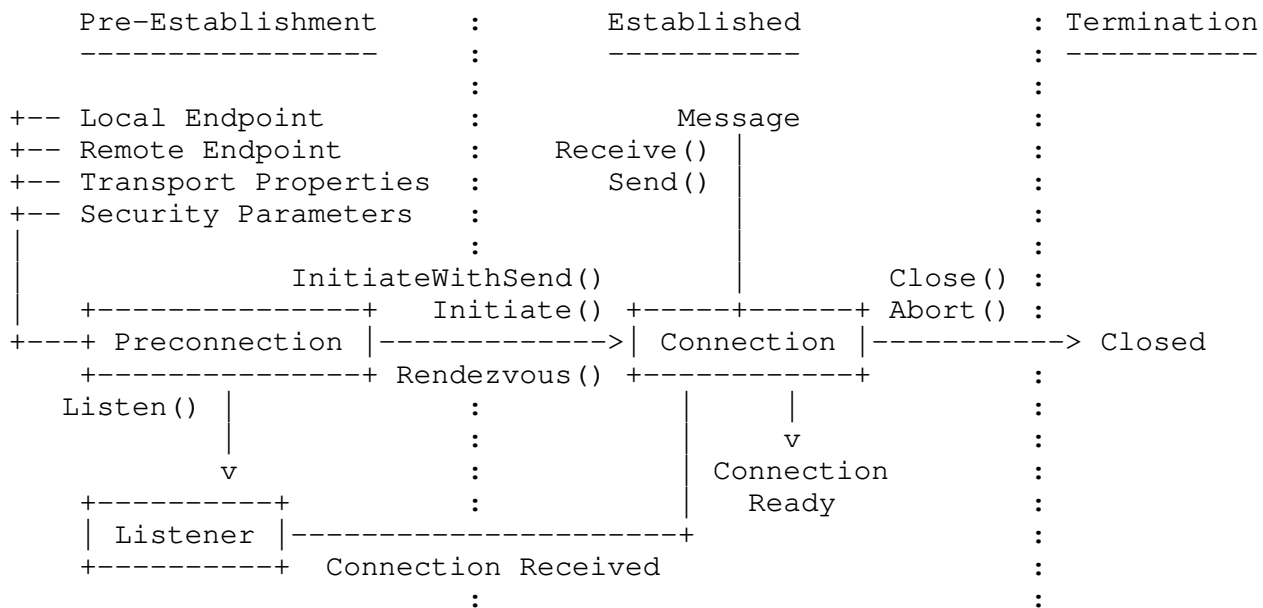 Pre-Establishment : Established : Termination
----------------- : ----------- : -----------
: :
+-- Local Endpoint : Message :
+-- Remote Endpoint : Receive() | :
+-- Transport Properties : Send() | :
+-- Security Parameters : | :
| : | :
| InitiateWithSend() | Close() :
| +---------------+ Initiate() +-----+------+ Abort() :
+---+ Preconnection |------------->| Connection |-----------> Closed
+---------------+ Rendezvous() +------------+ :
Listen() | : | | :
| : | v :
v : | Connection :
+----------+ : | Ready :
| Listener |----------------------+ :
+----------+ Connection Received :
: :